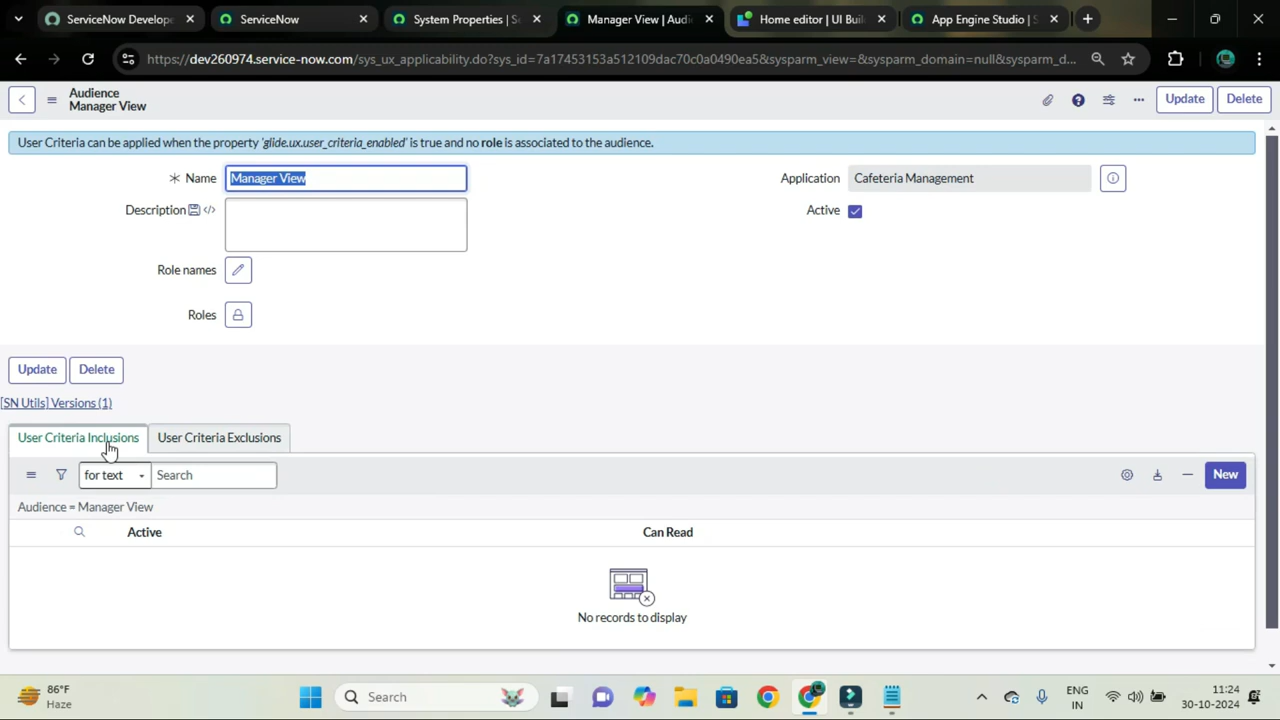 ServiceNow Develope
ServiceNow
System Properties | Se
Manager View | Audi
Home editor | UI Buil
App Engine Studio | S
https://dev260974.service-now.com/sys_ux_applicability.do?sys_id=7a17453153a512109dac70c0a0490ea5&sysparm_view=&sysparm_domain=null&sysparm_d...
Audience
Manager View
Update
Delete
User Criteria can be applied when the property 'glide.ux.user_criteria_enabled' is true and no role is associated to the audience.
Name
Manager View
Application
Cafeteria Management
Description
Active
Role names
Roles
Update
Delete
[SN Utils] Versions (1)
User Criteria Inclusions
User Criteria Exclusions
for text
Search
New
Audience = Manager View
Active
Can Read
No records to display
86°F
Haze
Search
ENG
IN
11:24
30-10-2024